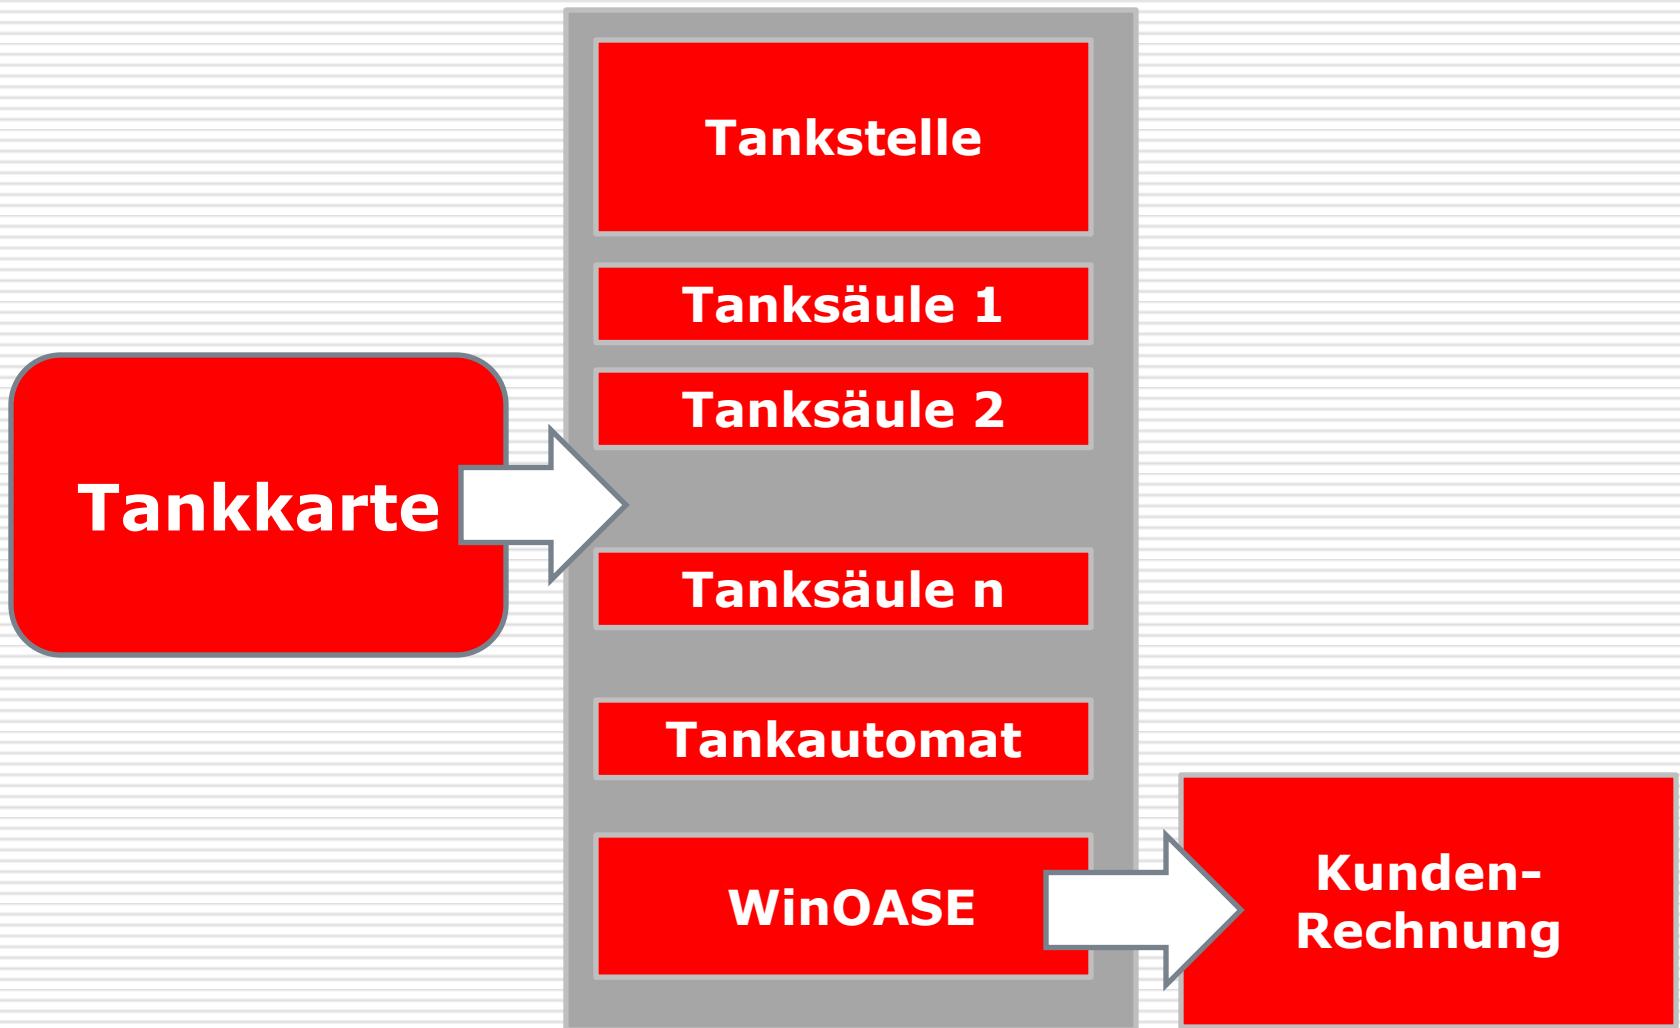 Tankstelle
Tanksäule 1
Tanksäule 2
Tankkarte
Tanksäule n
Tankautomat
WinOASE
Kunden-
Rechnung